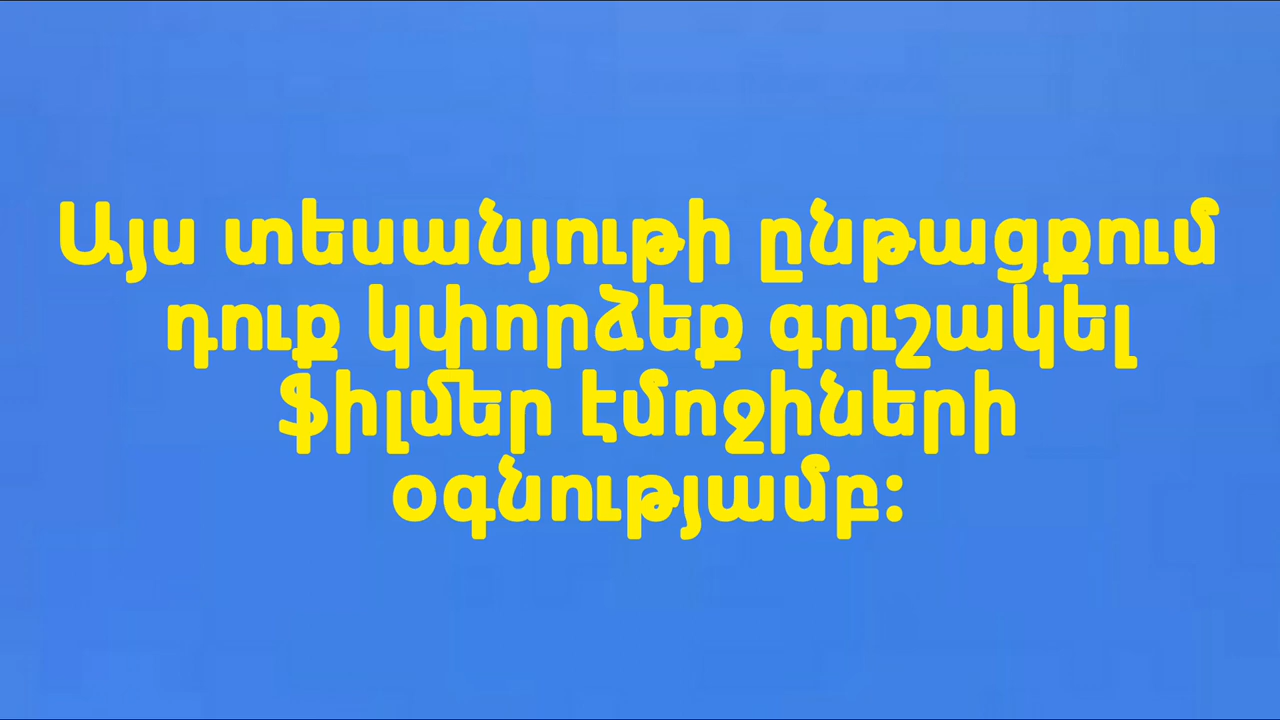 Այս տեսանյութի ընթացքում
դուք կփորձեք գուշակել
ֆիլմեր էմոջիների
օգնությամբ: